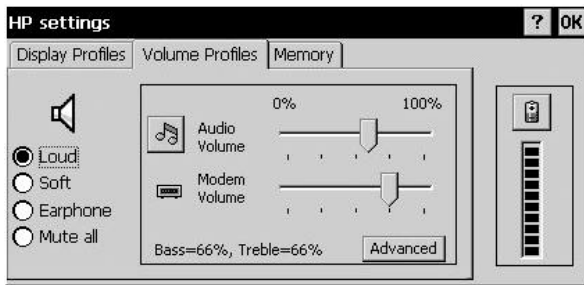 HP settings ? OK
Display Profiles Volume Profiles Memory
0% 100%
Audio
Volume
Loud
Soft
Modem
Volume
Earphone
Mute all
Bass=66%, Treble=66% Advanced